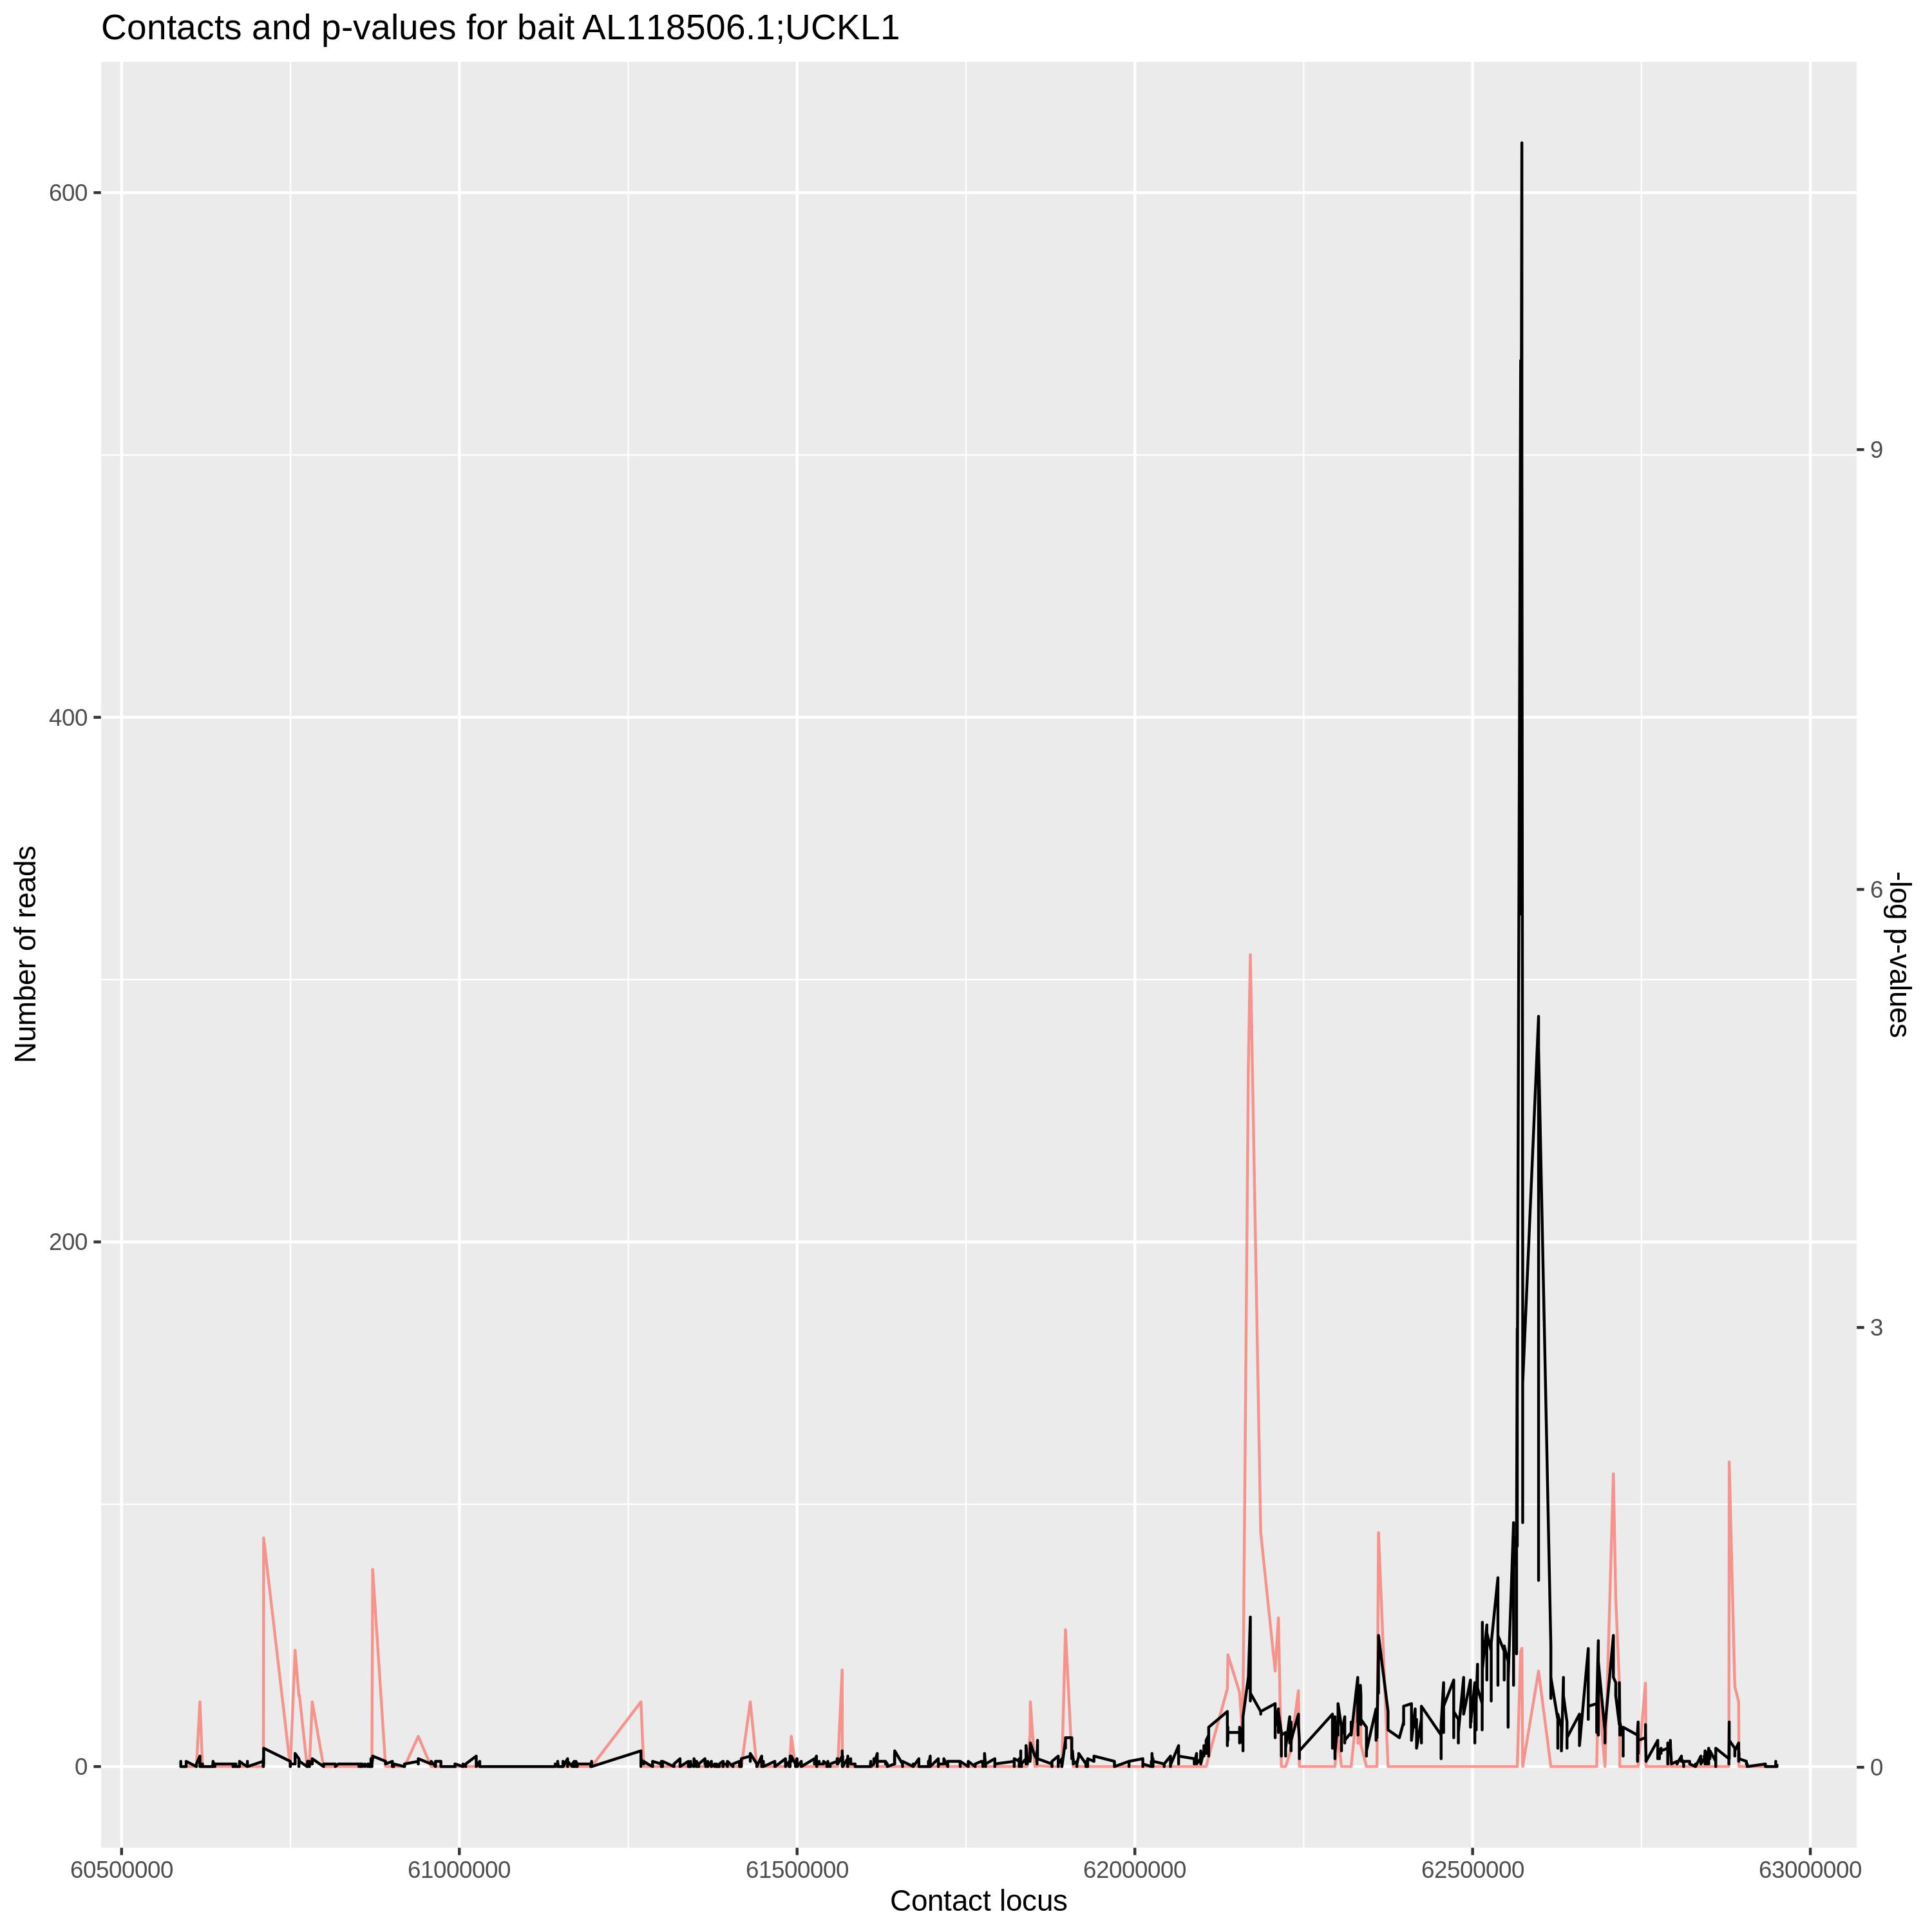 Contacts and p-values for bait AL118506.1;UCKL1
600
400
200
0
Number of reads
9
6
3
0
-log p-values
60500000 61000000 61500000 62000000 62500000 63000000
Contact locus